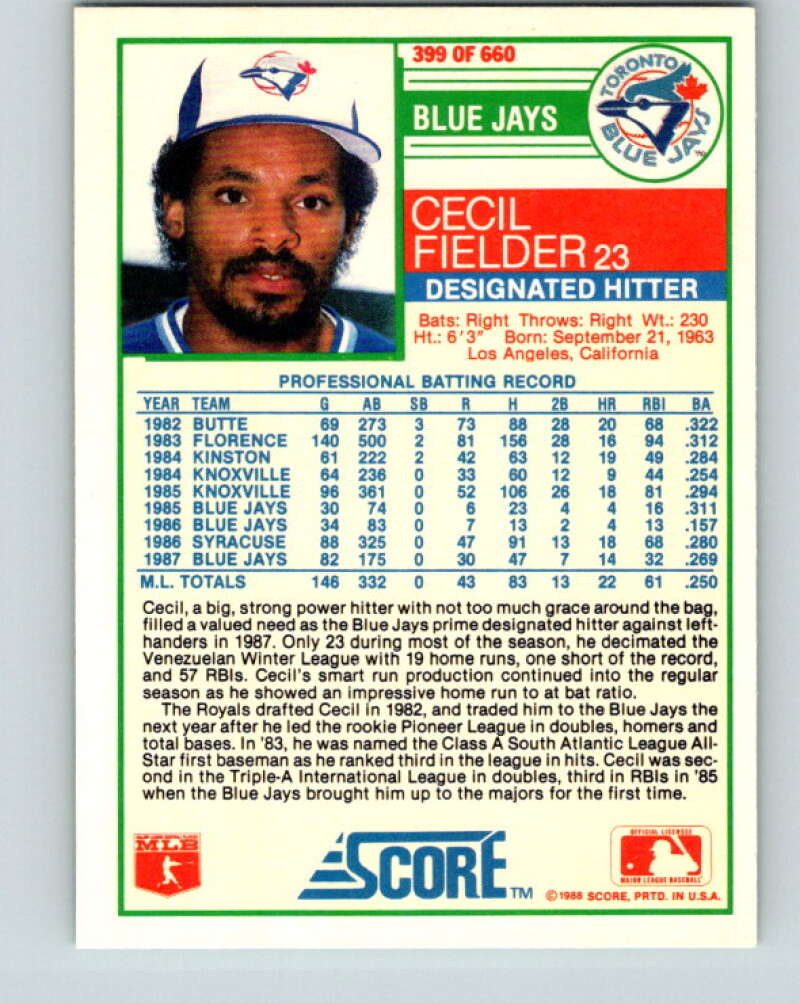 399 OF 660
BLUE JAYS
TORONTO
BLUE JAYS
CECIL
FIELDER 23
DESIGNATED HITTER
Bats: Right Throws: Right Wt.: 230
Ht.: 6'3" Born: September 21, 1963
Los Angeles, California
PROFESSIONAL BATTING RECORD
YEAR TEAM G AB SB R H 2B HR RBI BA
1982 BUTTE 69 273 3 73 88 28 20 68 .322
1983 FLORENCE 140 500 2 81 156 28 16 94 .312
1984 KINSTON 61 222 2 42 63 12 19 49 .284
1984 KNOXVILLE 64 236 0 33 60 12 9 44 .254
1985 KNOXVILLE 96 361 0 52 106 26 18 81 .294
1985 BLUE JAYS 30 74 0 6 23 4 4 16 .311
1986 BLUE JAYS 34 83 0 7 13 2 4 13 .157
1986 SYRACUSE 88 325 0 47 91 13 18 68 .280
1987 BLUE JAYS 82 175 0 30 47 7 14 32 .269
M.L. TOTALS 146 332 0 43 83 13 22 61 .250
Cecil, a big, strong power hitter with not too much grace around the bag,
filled a valued need as the Blue Jays prime designated hitter against left-
handers in 1987. Only 23 during most of the season, he decimated the
Venezuelan Winter League with 19 home runs, one short of the record,
and 57 RBIs. Cecil's smart run production continued into the regular
season as he showed an impressive home run to at bat ratio.
The Royals drafted Cecil in 1982, and traded him to the Blue Jays the
next year after he led the rookie Pioneer League in doubles, homers and
total bases. In '83, he was named the Class A South Atlantic League All-
Star first baseman as he ranked third in the league in hits. Cecil was sec-
ond in the Triple-A International League in doubles, third in RBIs in '85
when the Blue Jays brought him up to the majors for the first time.
MLB
SCORE™
OFFICIAL LICENSEE
MAJOR LEAGUE BASEBALL
©1988 SCORE, PRTD. IN U.S.A.